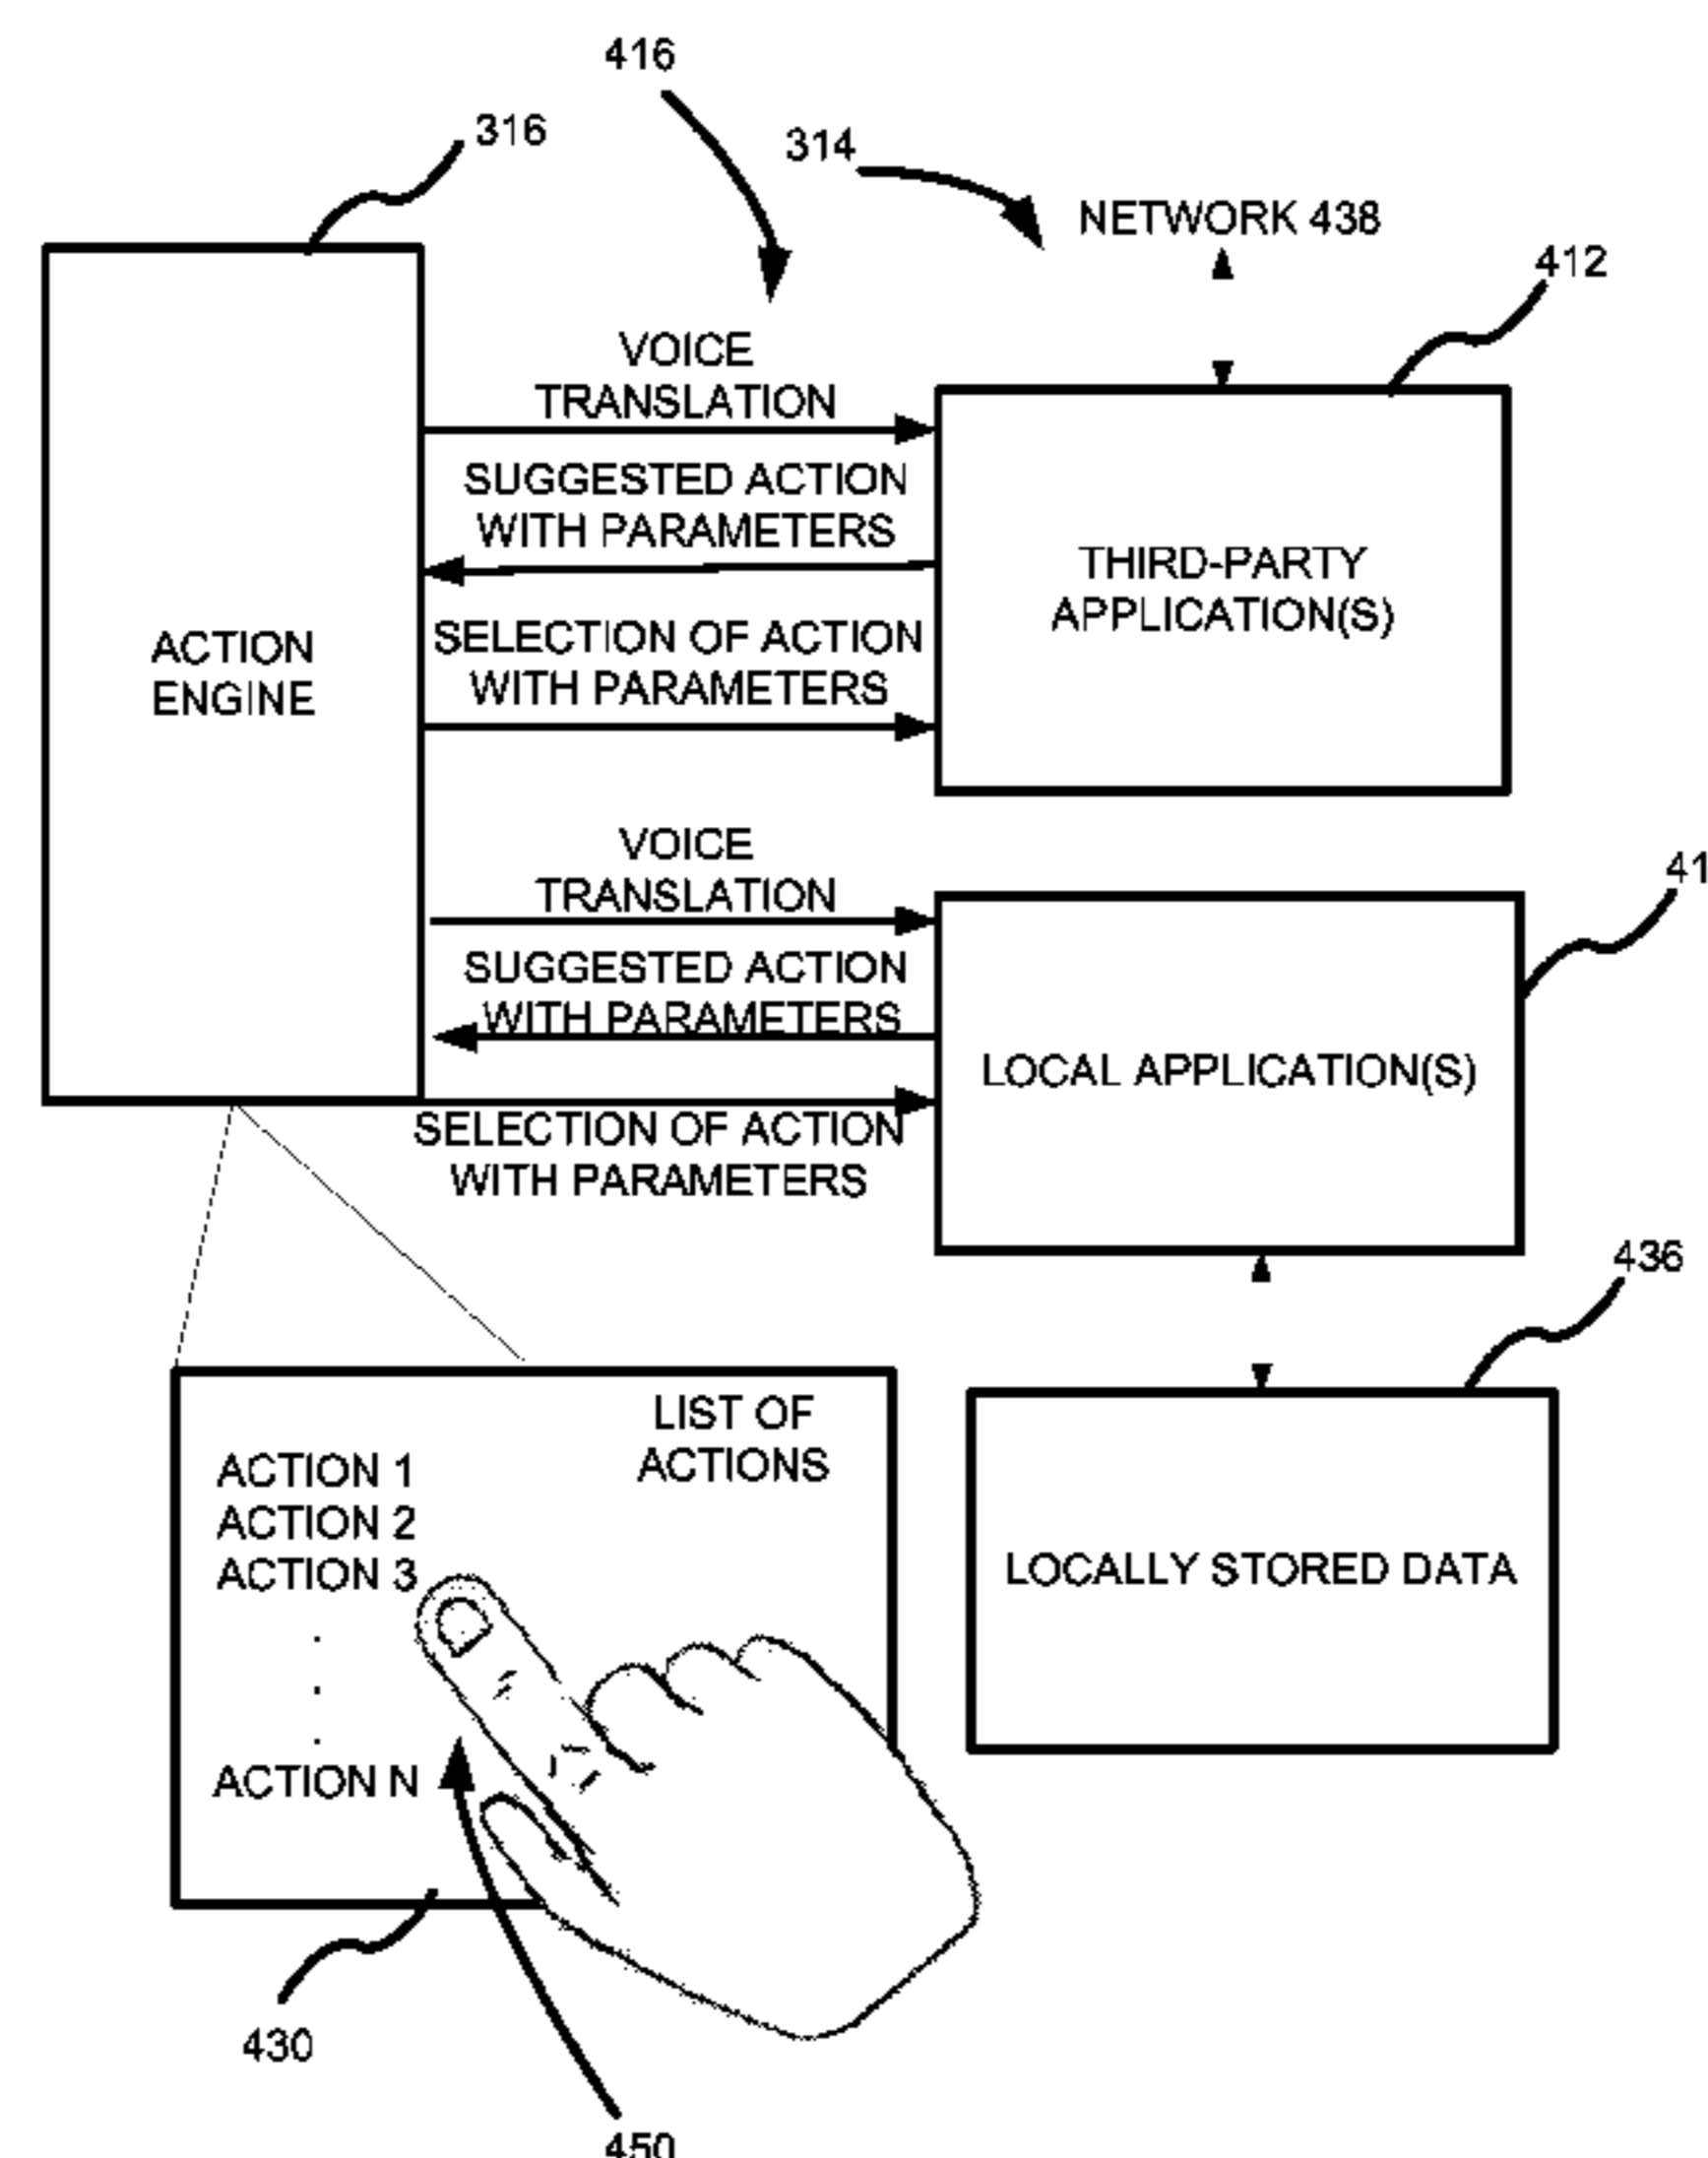 416
316
314
NETWORK 438
412
VOICE
TRANSLATION
SUGGESTED ACTION
WITH PARAMETERS
THIRD-PARTY
APPLICATION(S)
SELECTION OF ACTION
WITH PARAMETERS
ACTION
ENGINE
VOICE
TRANSLATION
41
SUGGESTED ACTION
WITH PARAMETERS
LOCAL APPLICATION(S)
SELECTION OF ACTION
WITH PARAMETERS
436
LIST OF
ACTIONS
ACTION 1
ACTION 2
ACTION 3
.
.
.
ACTION N
LOCALLY STORED DATA
430
450